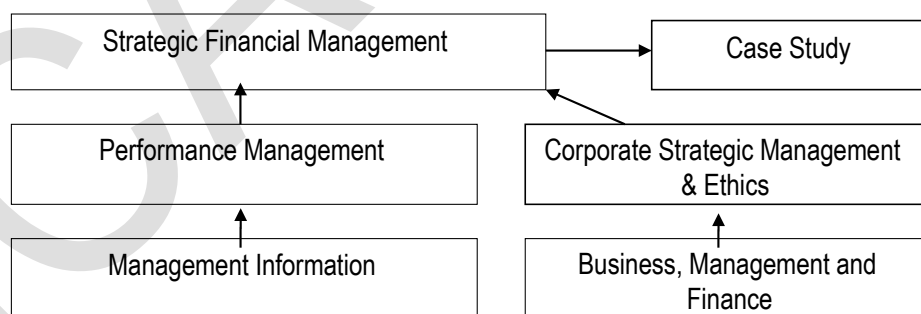 Strategic Financial Management
Case Study
Performance Management
Corporate Strategic Management
& Ethics
Management Information
Business, Management and
Finance